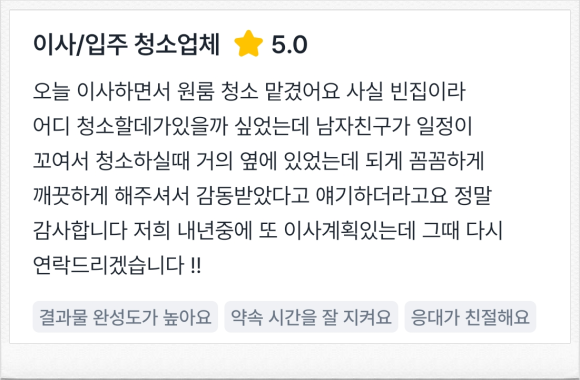 이사/입주 청소업체 5.0
오늘 이사하면서 원룸 청소 맡겼어요 사실 빈집이라
어디 청소할데가있을까 싶었는데 남자친구가 일정이
꼬여서 청소하실때 거의 옆에 있었는데 되게 꼼꼼하게
깨끗하게 해주셔서 감동받았다고 얘기하더라고요 정말
감사합니다 저희 내년중에 또 이사계획있는데 그때 다시
연락드리겠습니다 !!
결과물 완성도가 높아요 약속 시간을 잘 지켜요 응대가 친절해요